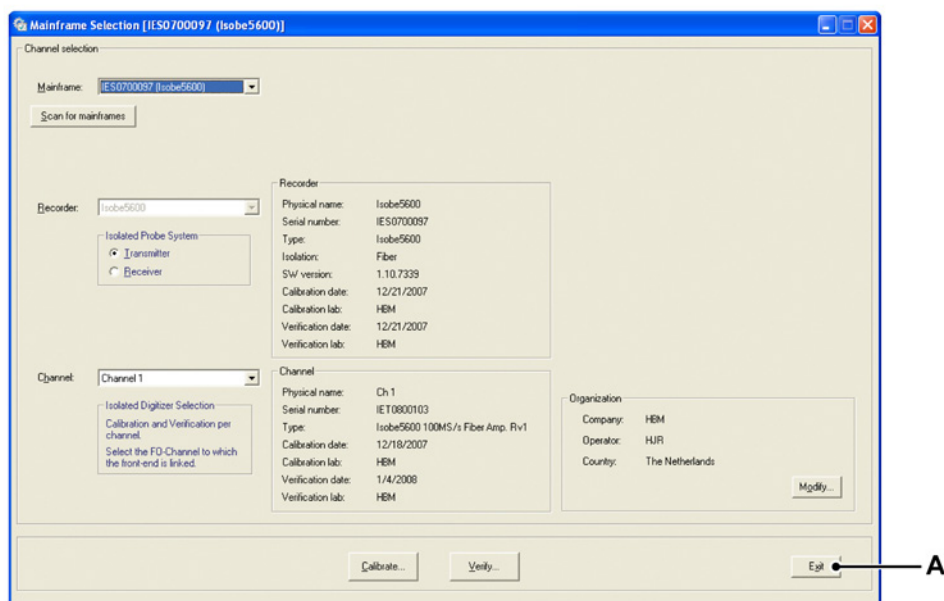 Mainframe Selection [IES0700097 (Isobe5600)]
Channel selection
Mainframe: IES0700097 (Isobe5600)
Scan for mainframes
Recorder: Isobe5600
Isolated Probe System
Transmitter
Receiver
Recorder
Physical name: Isobe5600
Serial number: IES0700097
Type: Isobe5600
Isolation: Fiber
SW version: 1.10.7339
Calibration date: 12/21/2007
Calibration lab: HBM
Verification date: 12/21/2007
Verification lab: HBM
Channel: Channel 1
Isolated Digitizer Selection
Calibration and Verification per
channel.
Select the FO-Channel to which
the front-end is linked.
Channel
Physical name: Ch 1
Serial number: IET0800103
Type: Isobe5600 100MS/s Fiber Amp. Rv1
Calibration date: 12/18/2007
Calibration lab: HBM
Verification date: 1/4/2008
Verification lab: HBM
Organization
Company: HBM
Operator: HJR
Country: The Netherlands
Modify...
Calibrate... Verify... Exit A